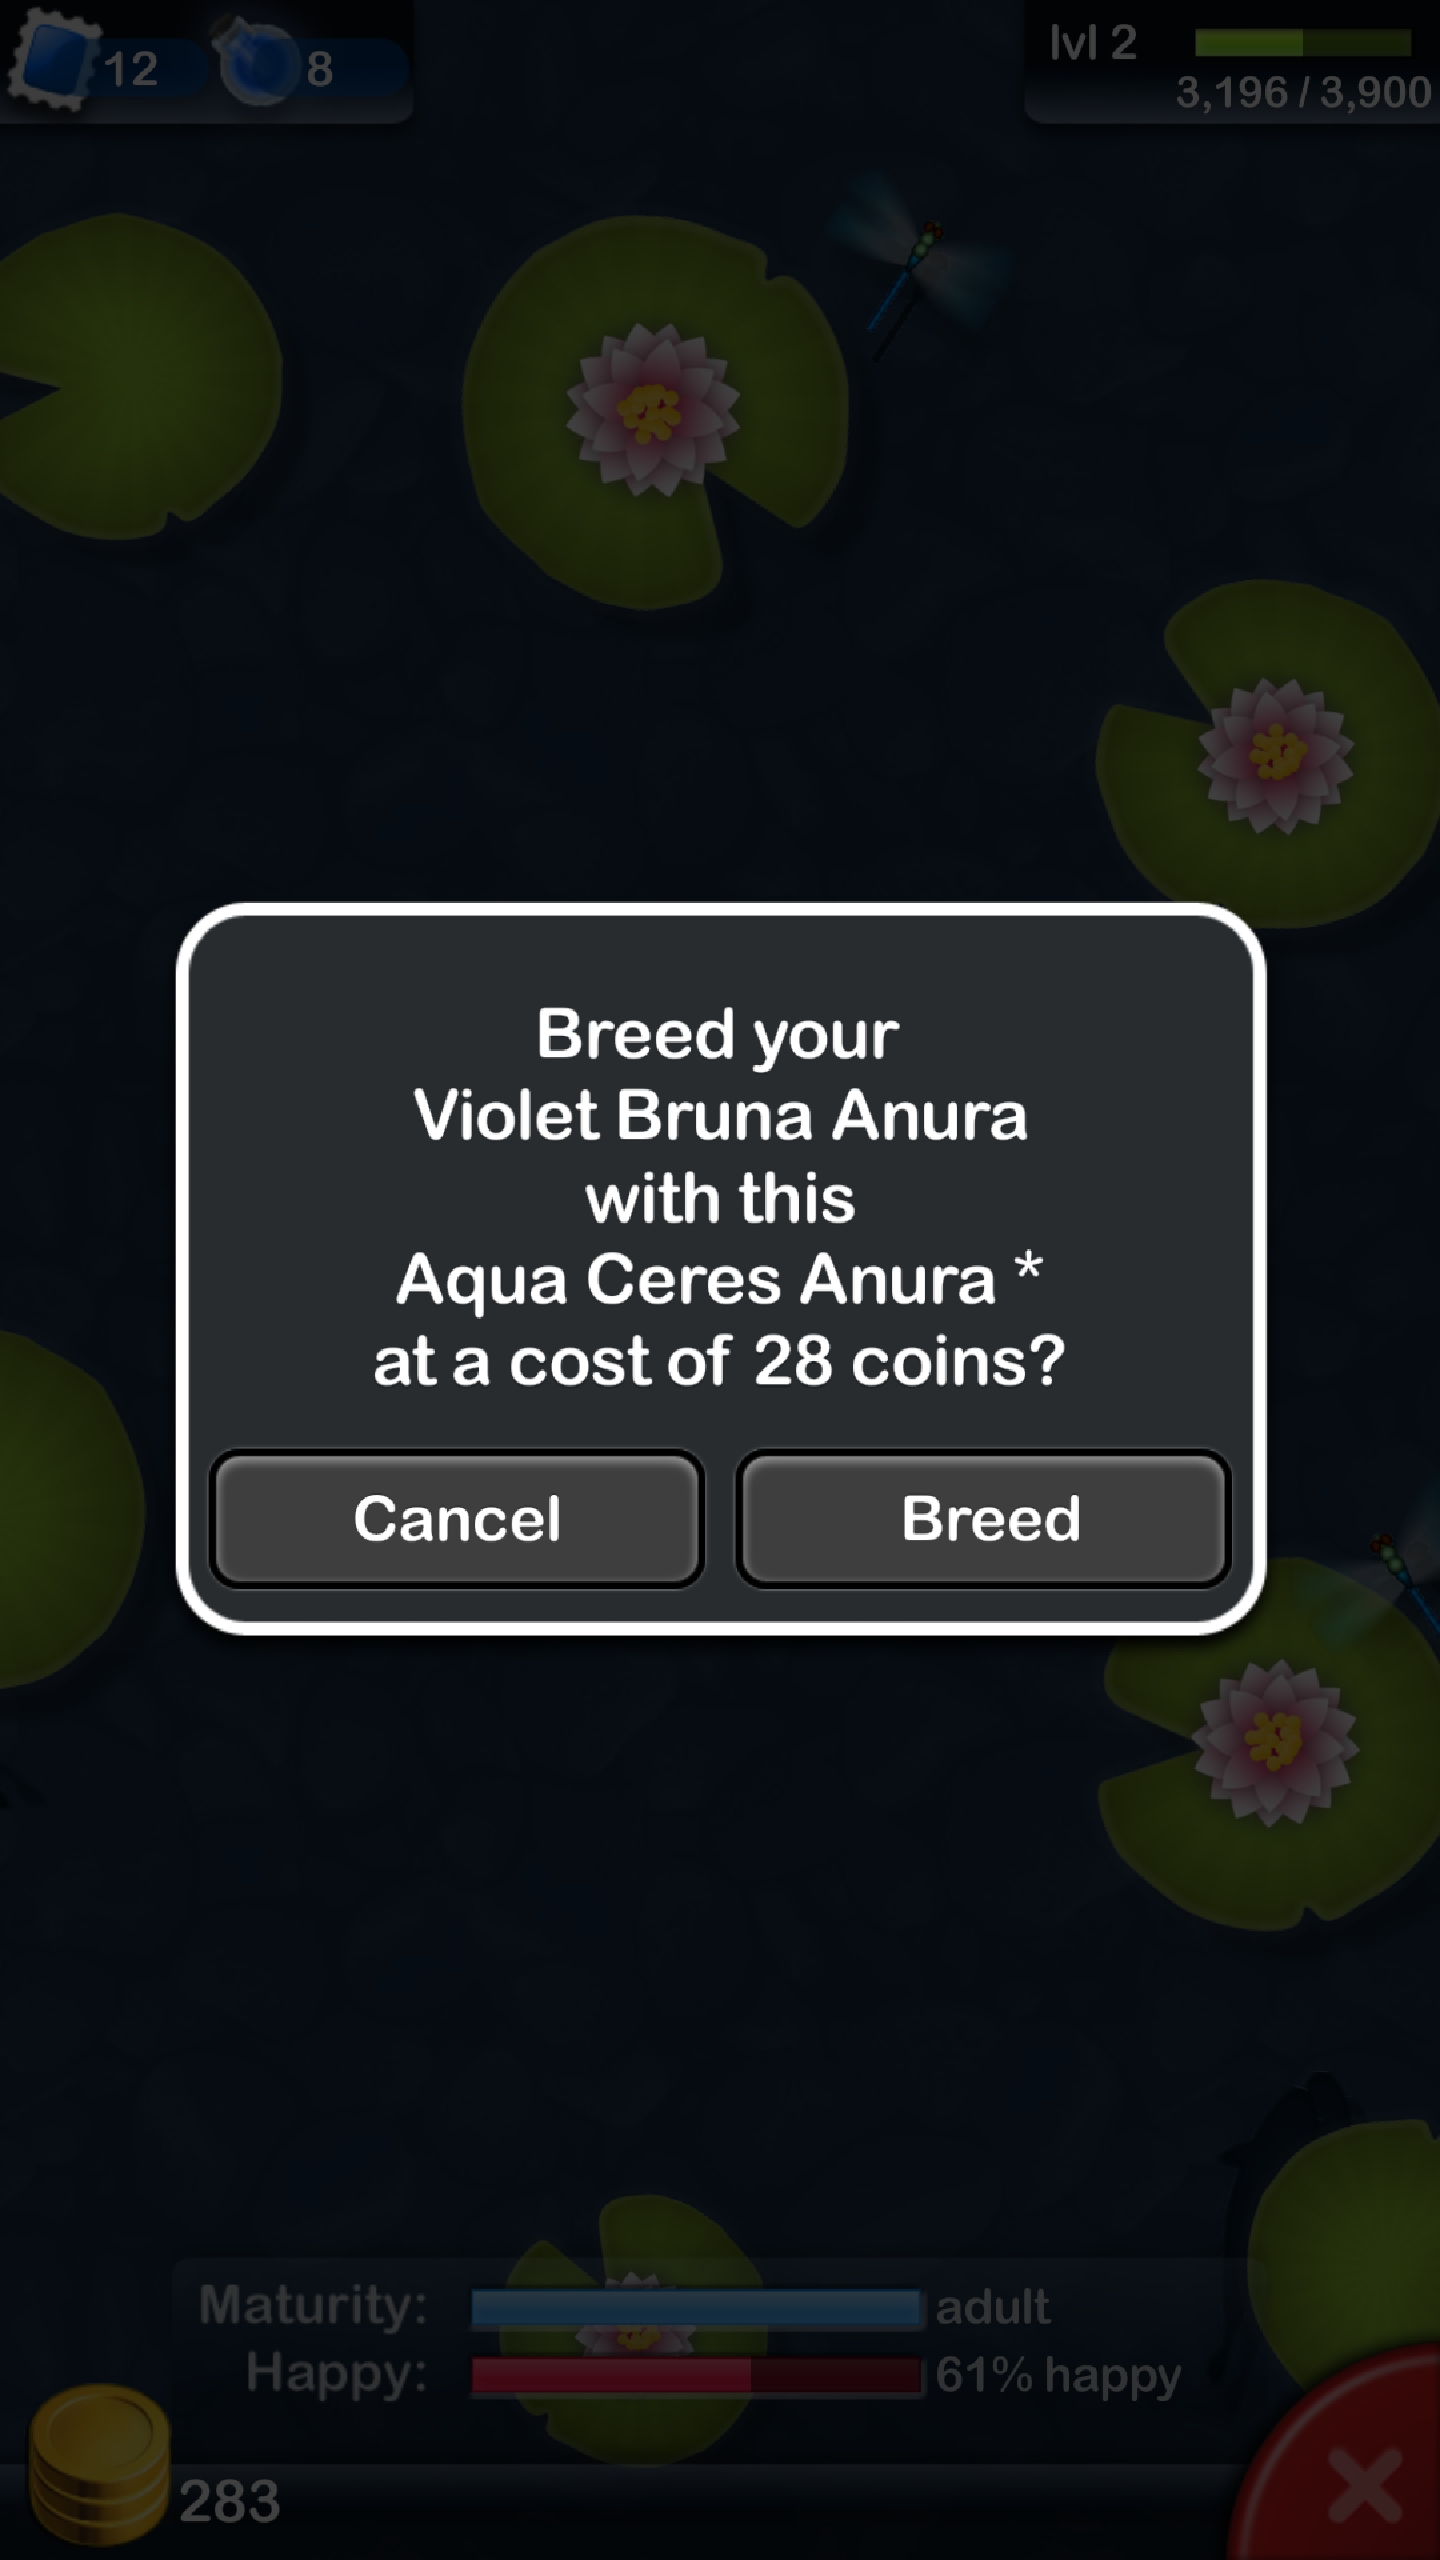 12
8
lvl 2
3,196 / 3,900
Breed your
Violet Bruna Anura
with this
Aqua Ceres Anura *
at a cost of 28 coins?
Cancel
Breed
Maturity: adult
Happy: 61% happy
283